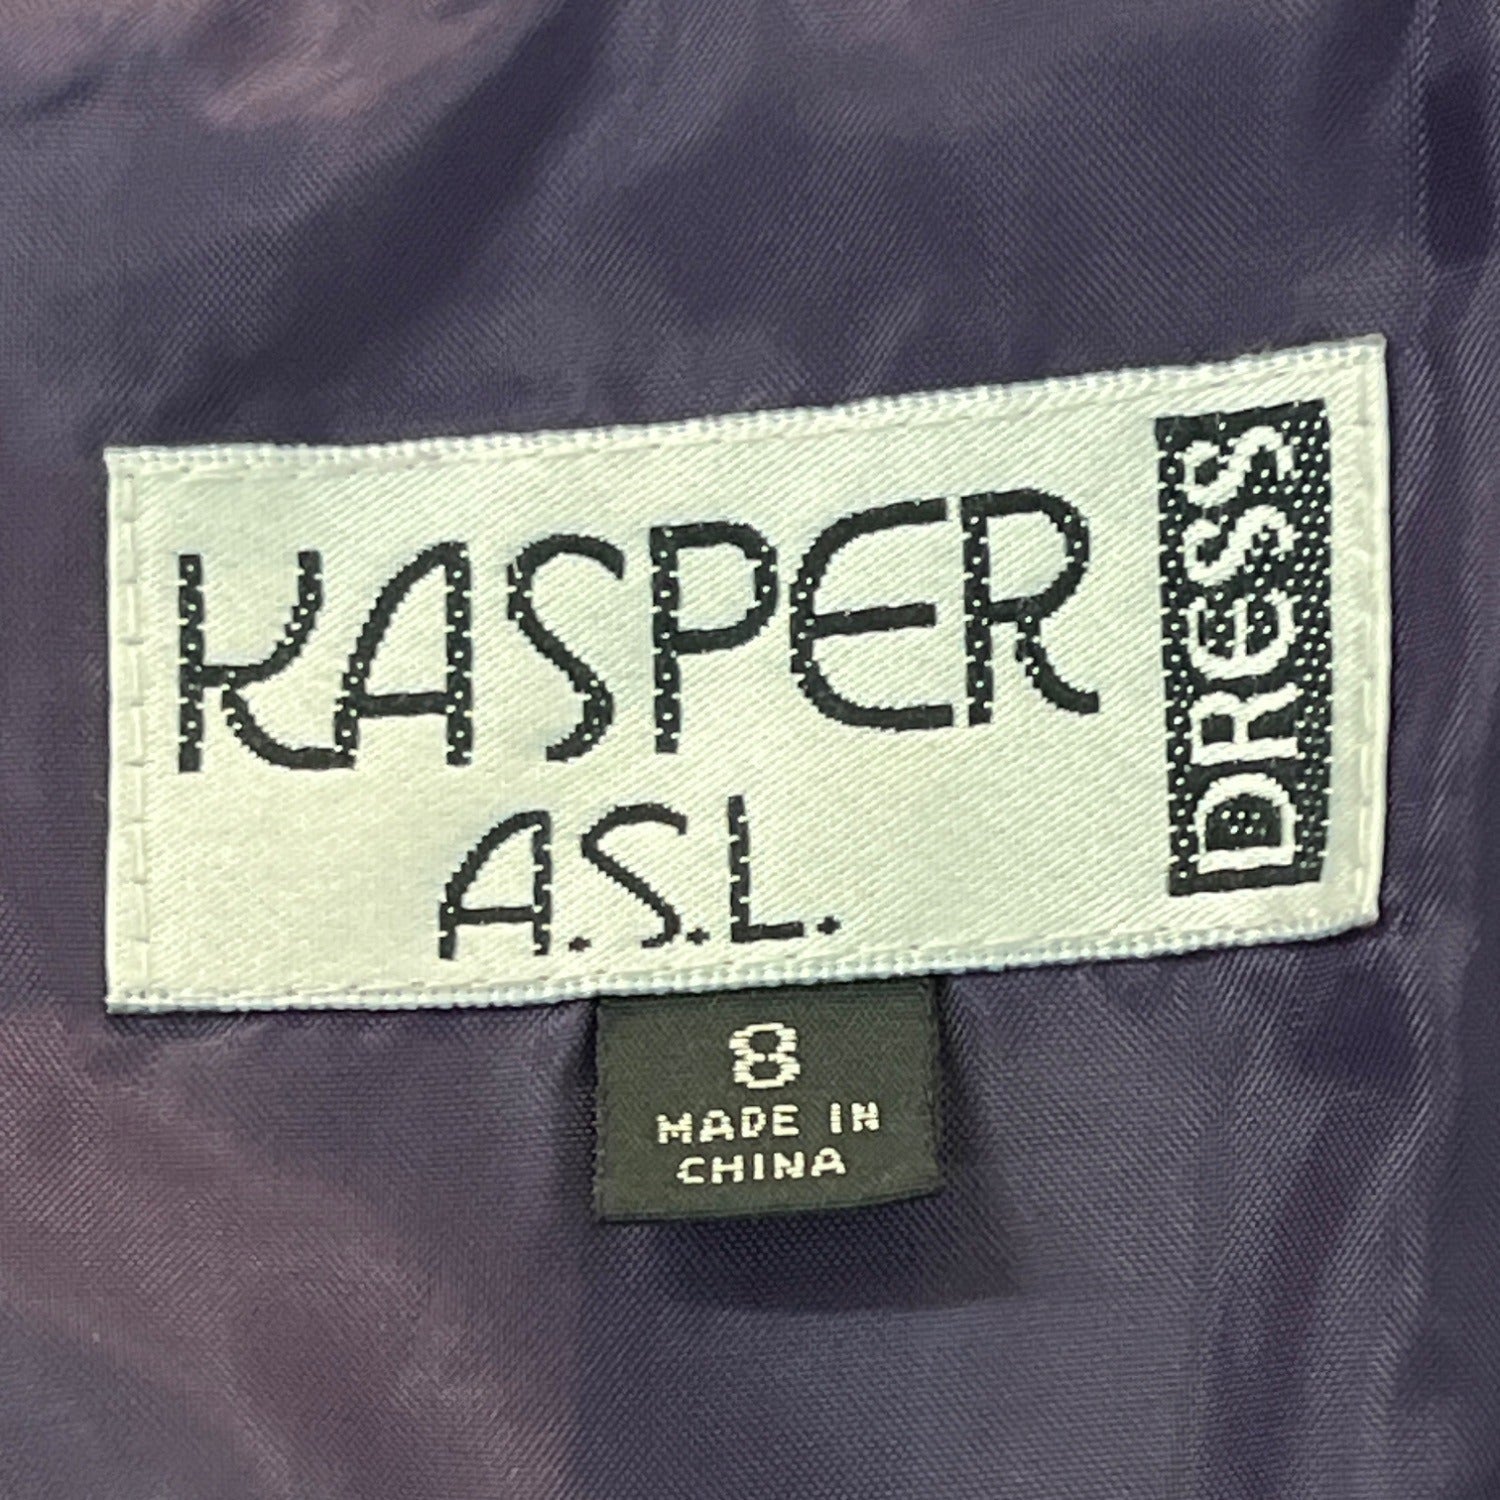 KASPER
A.S.L.
DRESS
8
MADE IN
CHINA